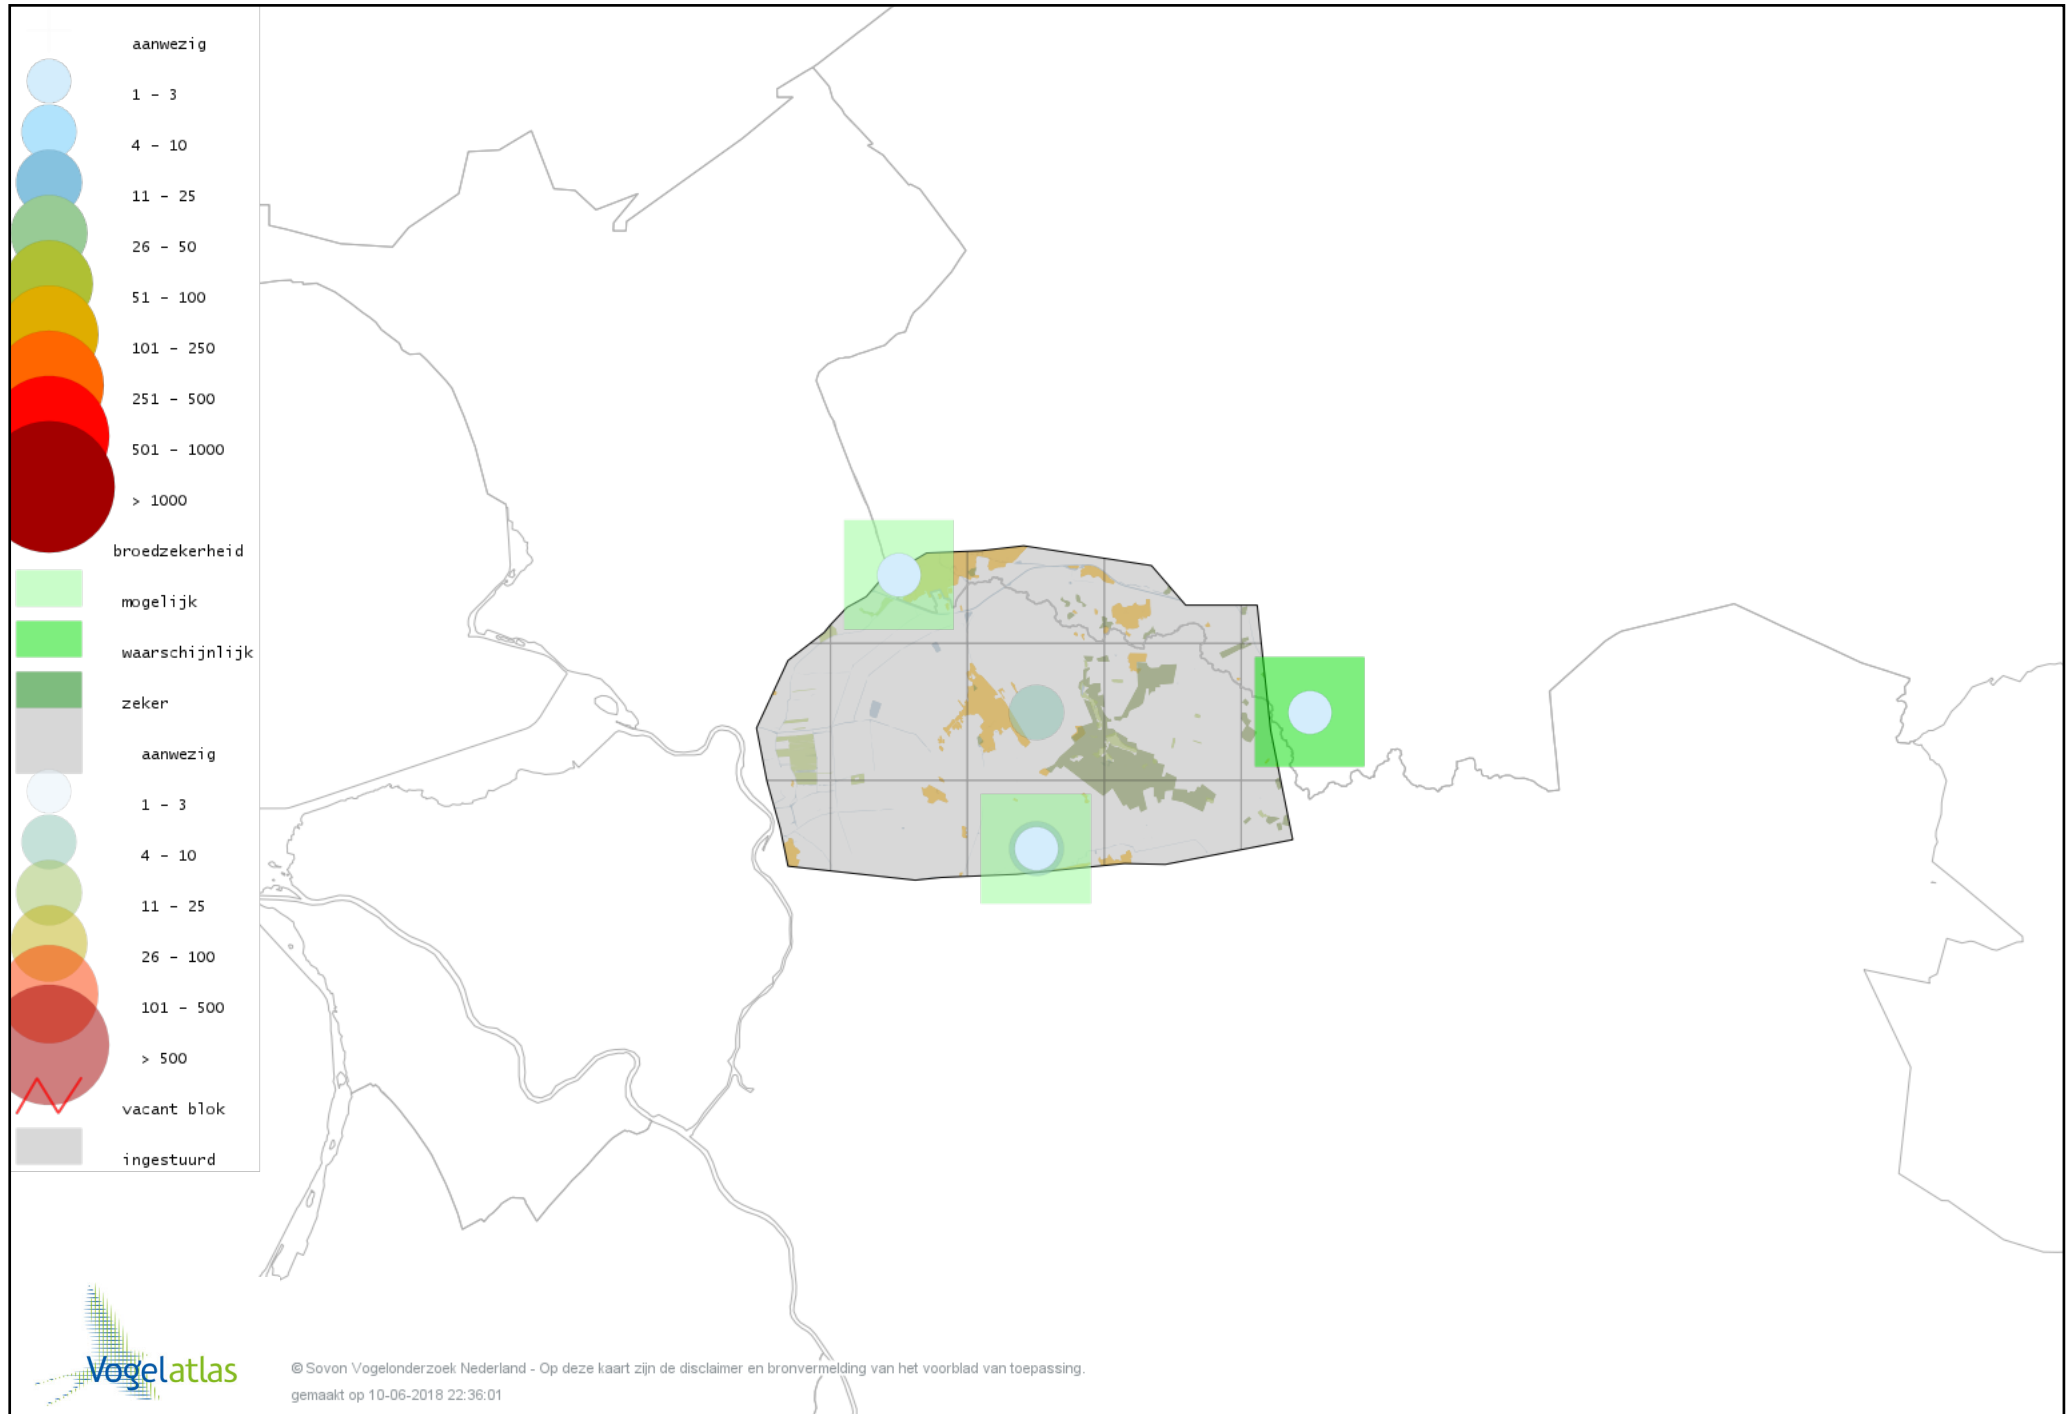 aanwezig
1 - 3
4 - 10
11 - 25
26 - 50
51 - 100
101 - 250
251 - 500
501 - 1000
> 1000
broedzekerheid
mogelijk
waarschijnlijk
zeker
aanwezig
1 - 3
4 - 10
11 - 25
26 - 100
101 - 500
> 500
vacant blok
ingestuurd
Vogelatlas
© Sovon Vogelonderzoek Nederland - Op deze kaart zijn de disclaimer en bronvermelding van het voorblad van toepassing.
gemaakt op 10-06-2018 22:36:01